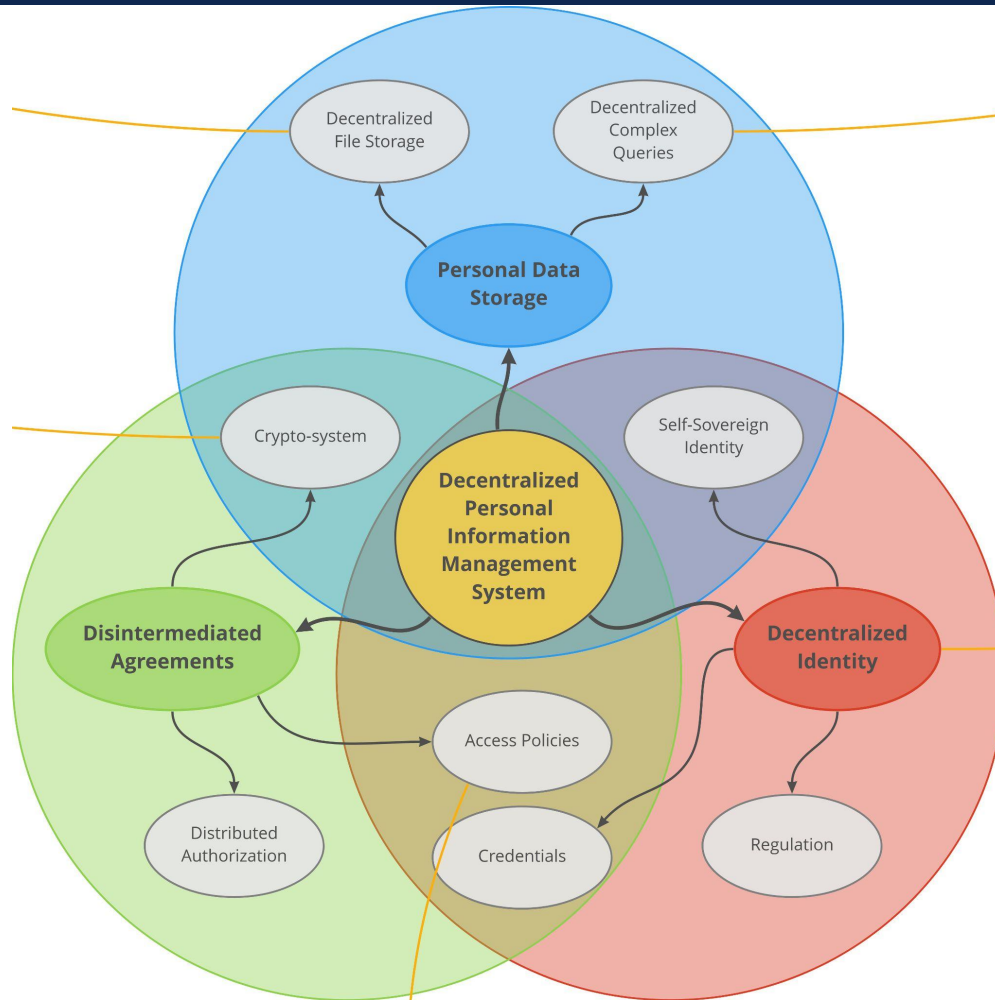 Decentralized
File Storage
Decentralized
Complex
Queries
Personal Data
Storage
Crypto-system
Self-Sovereign
Identity
Decentralized
Personal
Information
Management
System
Disintermediated
Agreements
Decentralized
Identity
Access Policies
Distributed
Authorization
Credentials
Regulation